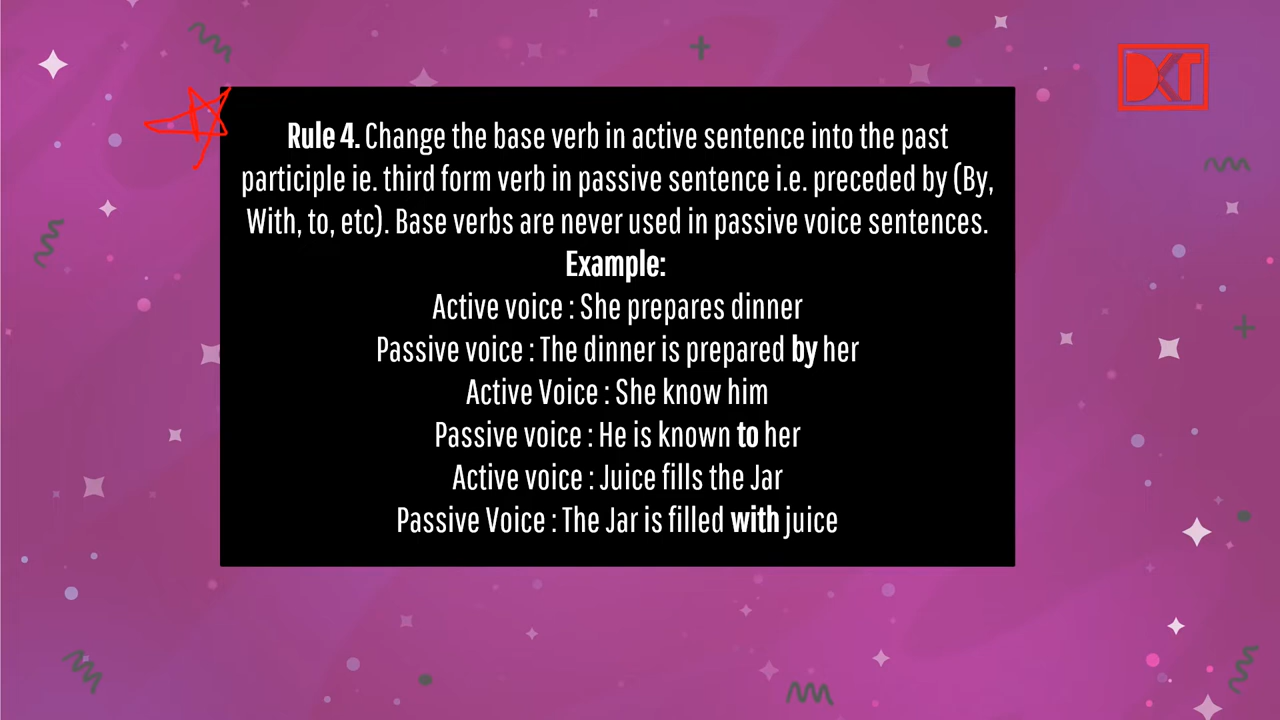 DKT
Rule 4. Change the base verb in active sentence into the past
participle ie. third form verb in passive sentence i.e. preceded by (By,
With, to, etc). Base verbs are never used in passive voice sentences.
Example:
Active voice : She prepares dinner
Passive voice : The dinner is prepared by her
Active Voice : She know him
Passive voice : He is known to her
Active voice : Juice fills the Jar
Passive Voice : The Jar is filled with juice